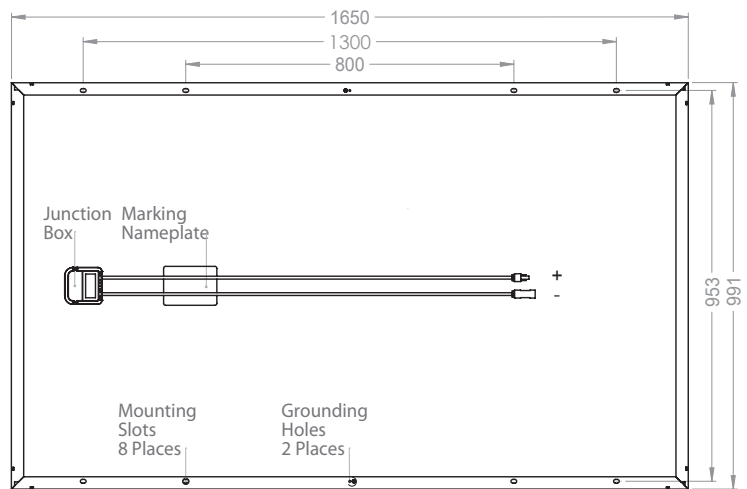 1650
1300
800
Junction
Box
Marking
Nameplate
+
-
953
991
Mounting
Slots
8 Places
Grounding
Holes
2 Places